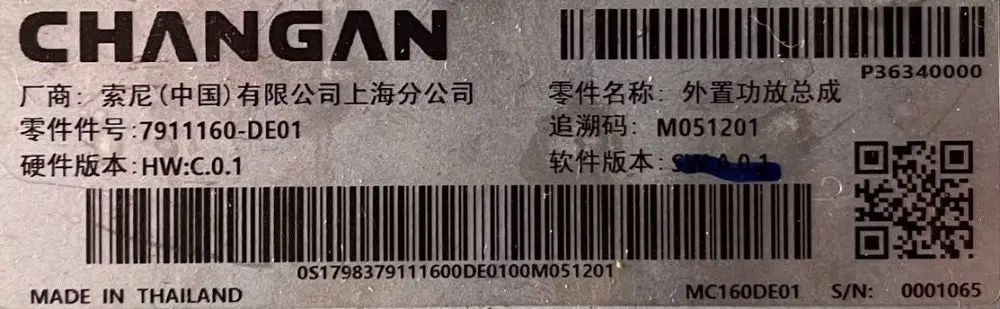 CHANGAN
P36340000
厂商: 索尼(中国)有限公司上海分公司
零件名称: 外置功放总成
零件件号:7911160-DE01
追溯码: M051201
硬件版本:HW:C.0.1
软件版本:
0S1798379111600DE0100M051201
MADE IN THAILAND
MC160DE01 S/N: 0001065